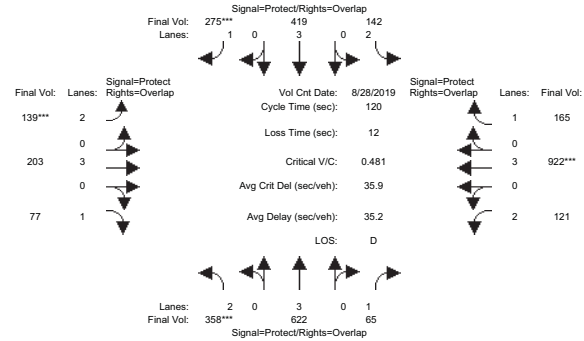 Signal=Protect/Rights=Overlap
Final Vol: 275*** 419 142
Lanes: 1 0 3 0 2
Signal=Protect Signal=Protect
Final Vol: Lanes: Rights=Overlap Vol Cnt Date: 8/28/2019 Rights=Overlap Lanes: Final Vol:
Cycle Time (sec): 120
139*** 2 1 165
Loss Time (sec): 12
0 0
203 3 Critical V/C: 0.481 3 922***
0 Avg Crit Del (sec/veh): 35.9 0
77 1 Avg Delay (sec/veh): 35.2 2 121
LOS: D
Lanes: 2 0 3 0 1
Final Vol: 358*** 622 65
Signal=Protect/Rights=Overlap